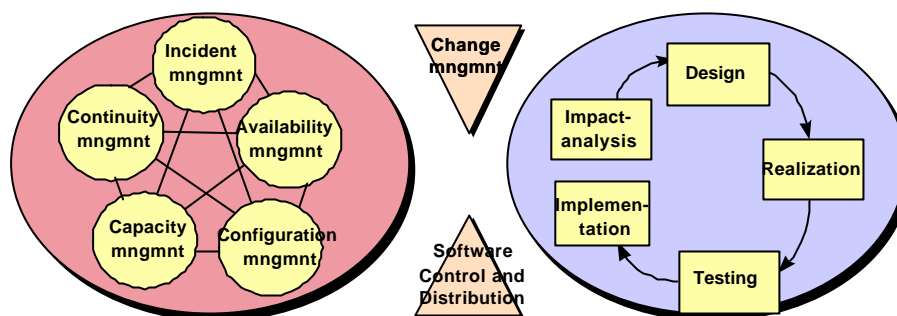 Incident
mngmnt
Continuity
mngmnt
Availability
mngmnt
Capacity
mngmnt
Configuration
mngmnt
Change
mngmnt
Software
Control and
Distribution
Design
Impact-
analysis
Realization
Implemen-
tation
Testing